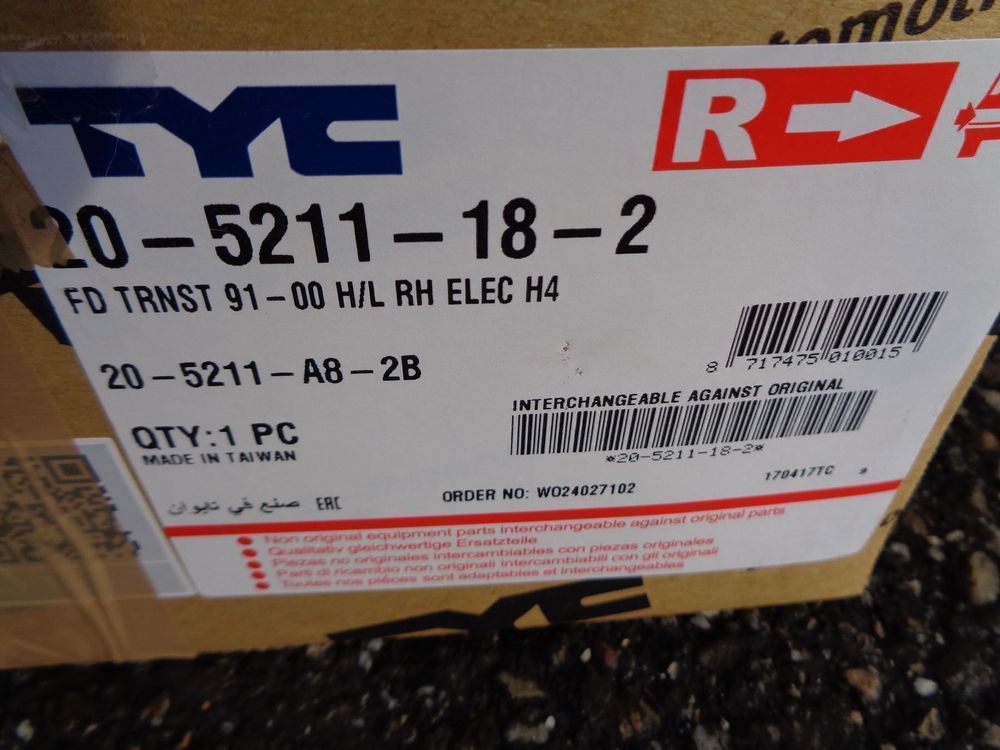 TYC
R
20-5211-18-2
FD TRNST 91-00 H/L RH ELEC H4
20-5211-A8-2B
8 717475 010015
INTERCHANGEABLE AGAINST ORIGINAL
*20-5211-18-2*
QTY:1 PC
MADE IN TAIWAN
170417TC
صنع في تايوان EAC
ORDER NO: WO24027102
Non original equipment parts interchangeable against original parts
Qualitativ gleichwertige Ersatzteile
Piezas no originales intercambiables con piezas originales
Parti di ricambio non originali intercambiabili con gli originali
Toutes nos pièces sont adaptables et interchangeables
TYC